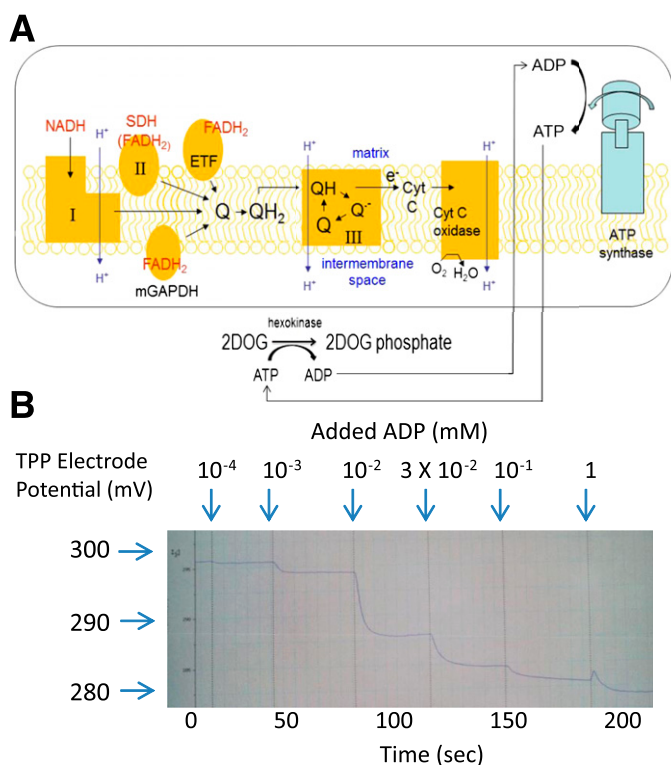 A
NADH
H⁺
SDH
(FADH₂)
II
FADH₂
ETF
I
Q → QH₂
FADH₂
H⁺
mGAPDH
H⁺
matrix
QH
Q
Q·-
III
intermembrane
space
H⁺
e⁻
Cyt
C
H⁺
Cyt C
oxidase
O₂
H₂O
H⁺
ADP
ATP
ATP
synthase
hexokinase
2DOG → 2DOG phosphate
ATP ADP
B
Added ADP (mM)
TPP Electrode
Potential (mV)
10⁻⁴ 10⁻³ 10⁻² 3 X 10⁻² 10⁻¹ 1
300
290
280
0 50 100 150 200
Time (sec)